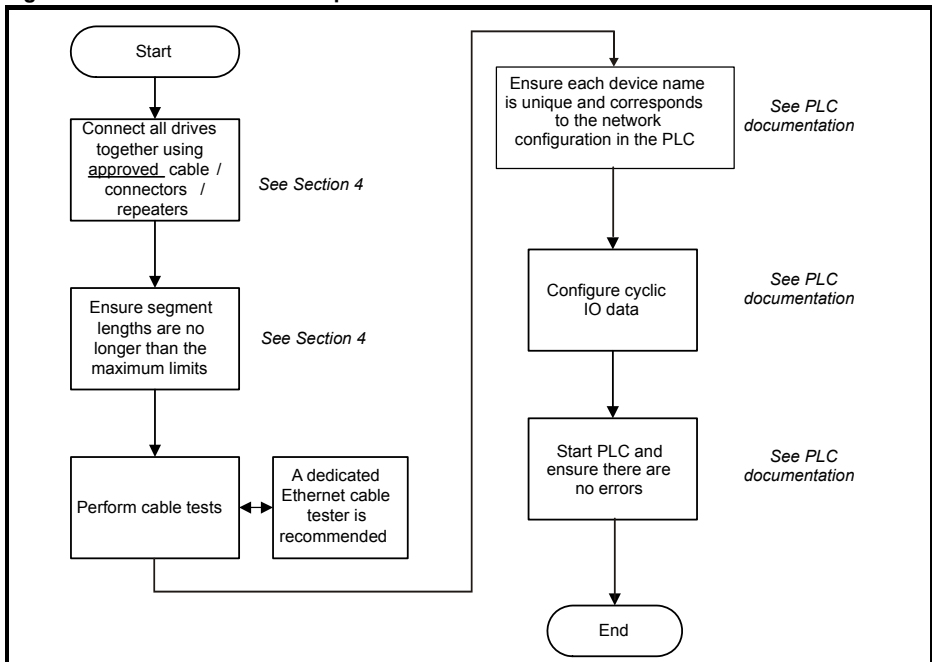 Start
Connect all drives
together using
approved cable /
connectors /
repeaters
See Section 4
Ensure segment
lengths are no
longer than the
maximum limits
See Section 4
Perform cable tests
A dedicated
Ethernet cable
tester is
recommended
Ensure each device name
is unique and corresponds
to the network
configuration in the PLC
See PLC
documentation
Configure cyclic
IO data
See PLC
documentation
Start PLC and
ensure there are
no errors
See PLC
documentation
End